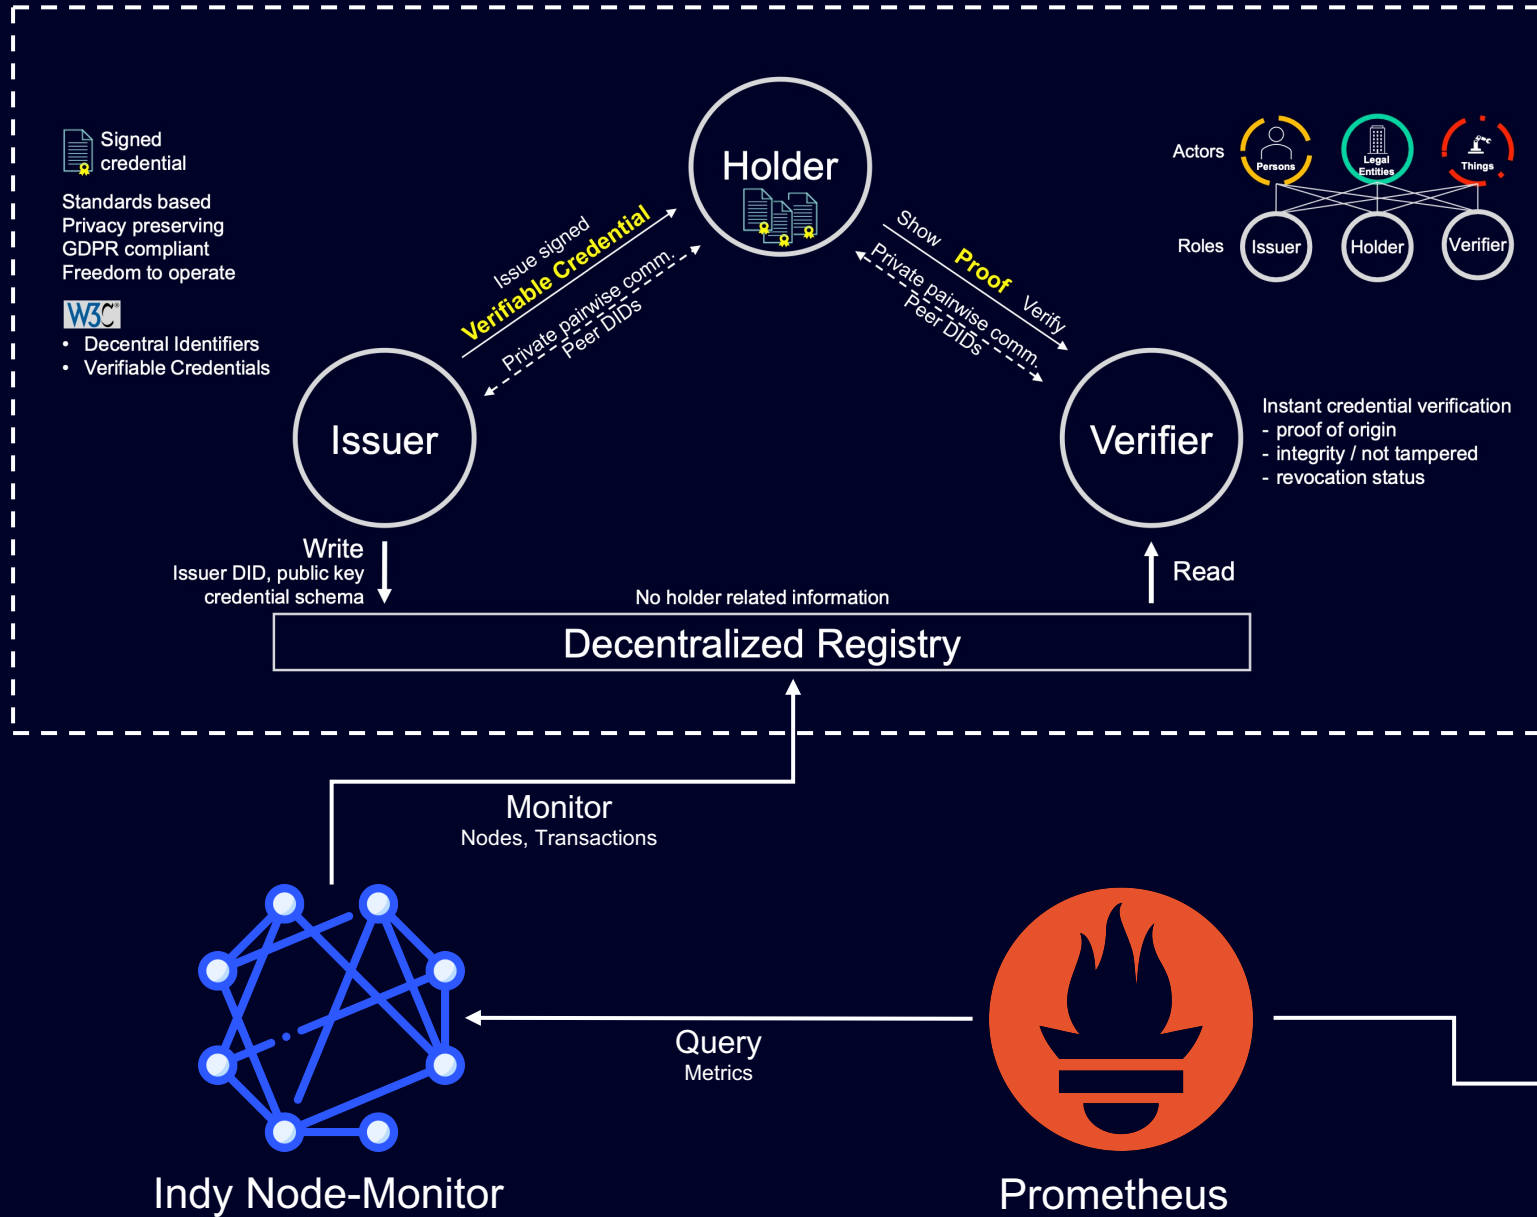 Signed
credential
Standards based
Privacy preserving
GDPR compliant
Freedom to operate
W3C®
• Decentral Identifiers
• Verifiable Credentials
Holder
Issue signed
Verifiable Credential
Private pairwise comm.
Peer DIDs
Show Proof Verify
Private pairwise comm.
Peer DIDs
Actors
Persons
Legal
Entities
Things
Roles
Issuer
Holder
Verifier
Issuer
Verifier
Instant credential verification
- proof of origin
- integrity / not tampered
- revocation status
Write
Issuer DID, public key
credential schema
Read
No holder related information
Decentralized Registry
Monitor
Nodes, Transactions
Query
Metrics
Indy Node-Monitor
Prometheus